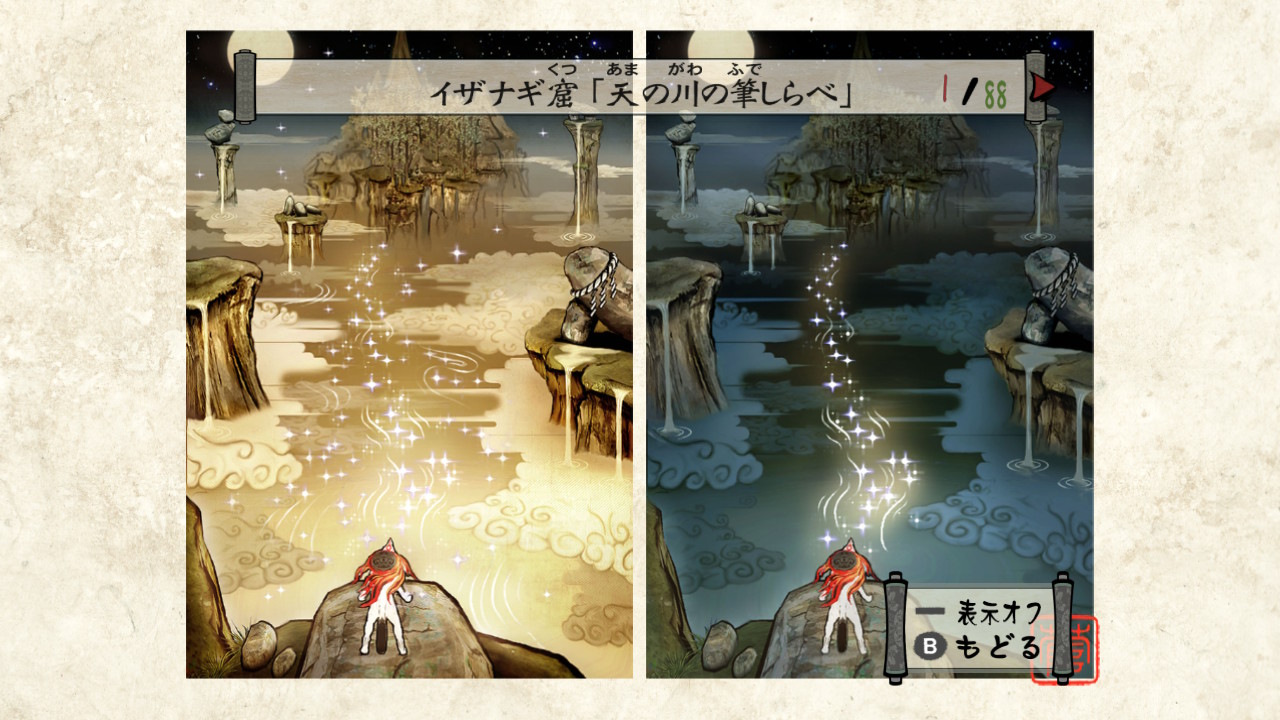 くつ あま がわ ふで
イザナギ窟「天の川の筆しらべ」 1/88
― 表示オフ
B もどる